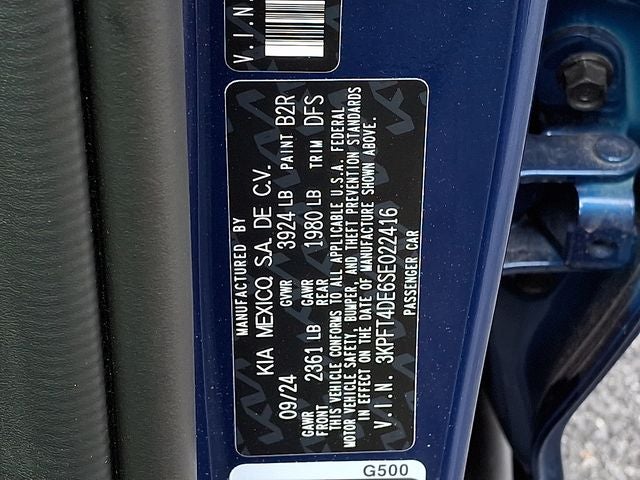 V.I.N.
MANUFACTURED BY
KIA MEXICO, S.A. DE C.V.
09/24 GVWR 3924 LB PAINT B2R
GAWR FRONT 2361 LB GAWR REAR 1980 LB TRIM DFS
THIS VEHICLE CONFORMS TO ALL APPLICABLE U.S.A. FEDERAL
MOTOR VEHICLE SAFETY, BUMPER, AND THEFT PREVENTION STANDARDS
IN EFFECT ON THE DATE OF MANUFACTURE SHOWN ABOVE.
V.I.N. 3KPFT4DE6SE022416
PASSENGER CAR
G500